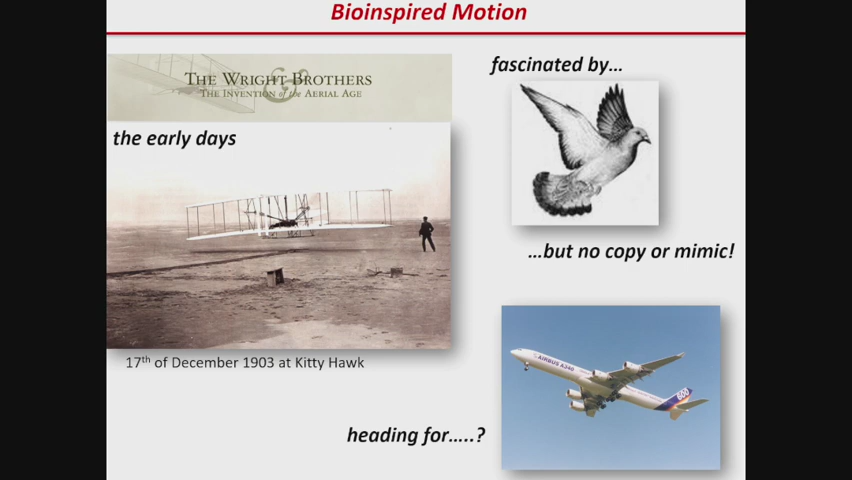 Bioinspired Motion
THE WRIGHT BROTHERS
&
THE INVENTION of the AERIAL AGE
the early days
17th of December 1903 at Kitty Hawk
fascinated by...
...but no copy or mimic!
AIRBUS A340
600
heading for.....?